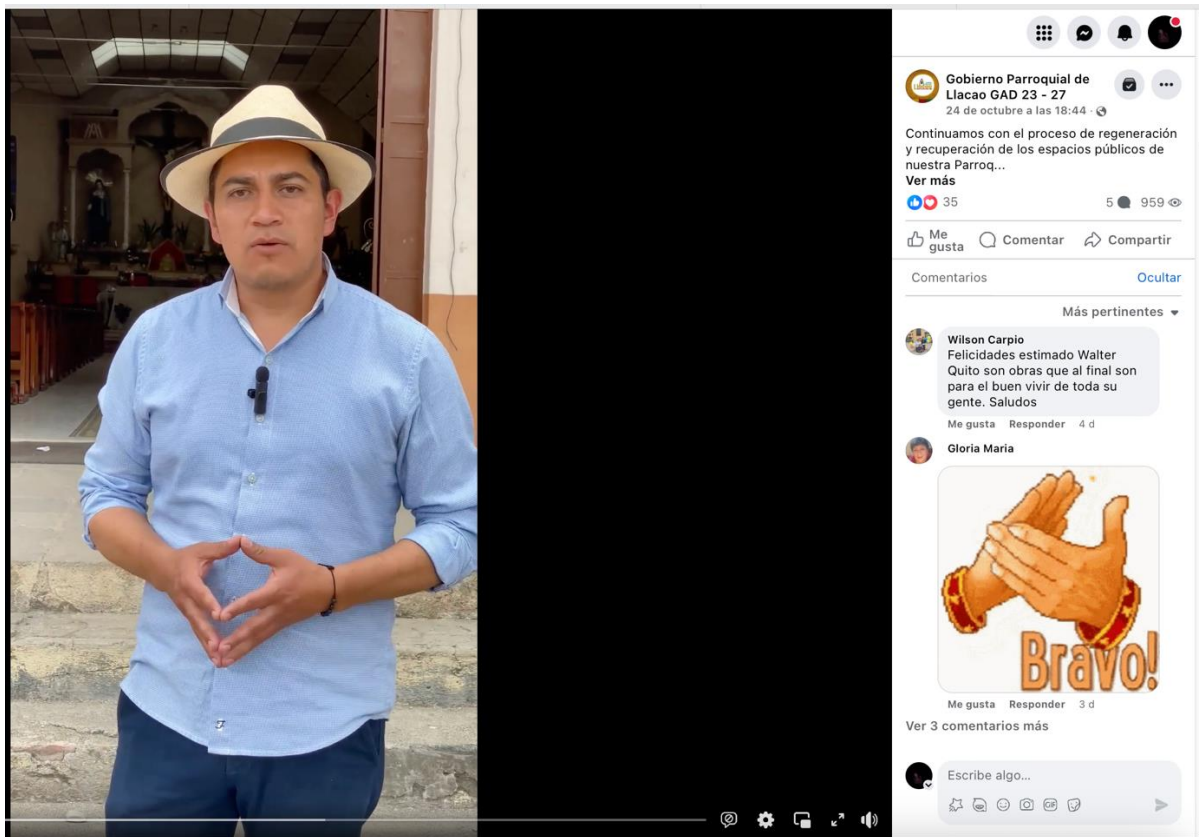 Gobierno Parroquial de
Llacao GAD 23 - 27
24 de octubre a las 18:44 ·
Continuamos con el proceso de regeneración
y recuperación de los espacios públicos de
nuestra Parroq...
Ver más
35 5 959
Me gusta Comentar Compartir
Comentarios Ocultar
Más pertinentes
Wilson Carpio
Felicidades estimado Walter
Quito son obras que al final son
para el buen vivir de toda su
gente. Saludos
Me gusta Responder 4 d
Gloria Maria
Bravo!
Me gusta Responder 3 d
Ver 3 comentarios más
Escribe algo...
GIF